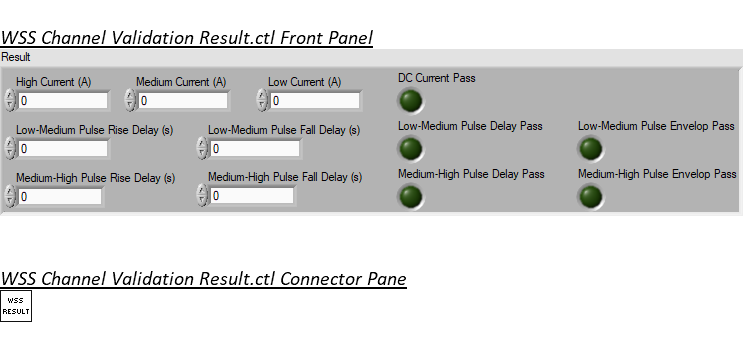 WSS Channel Validation Result.ctl Front Panel
Result
High Current (A) Medium Current (A) Low Current (A) DC Current Pass
0 0 0
Low-Medium Pulse Rise Delay (s) Low-Medium Pulse Fall Delay (s) Low-Medium Pulse Delay Pass Low-Medium Pulse Envelop Pass
0 0
Medium-High Pulse Rise Delay (s) Medium-High Pulse Fall Delay (s) Medium-High Pulse Delay Pass Medium-High Pulse Envelop Pass
0 0
WSS Channel Validation Result.ctl Connector Pane
WSS
RESULT